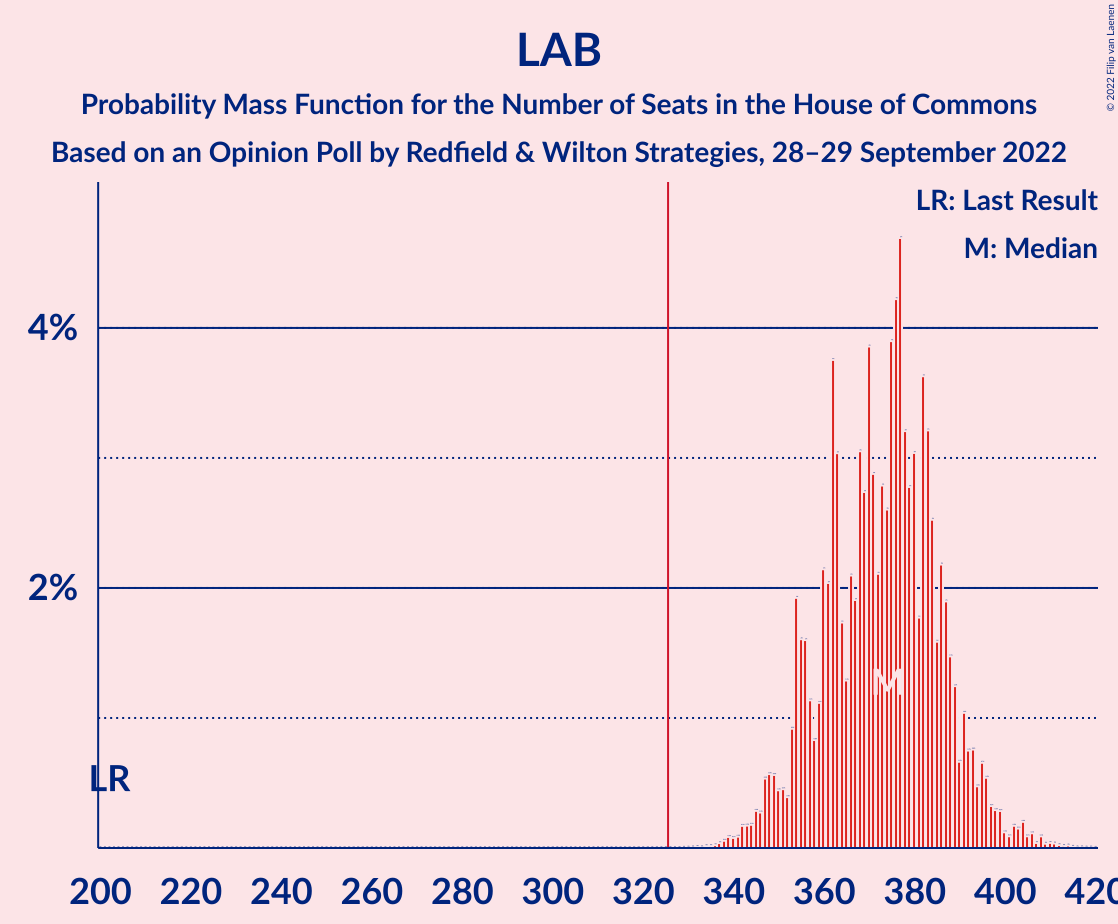 LAB
Probability Mass Function for the Number of Seats in the House of Commons
Based on an Opinion Poll by Redfield & Wilton Strategies, 28–29 September 2022
© 2022 Filip van Laenen
LR: Last Result
M: Median
4%
2%
M
LR
200 220 240 260 280 300 320 340 360 380 400 420